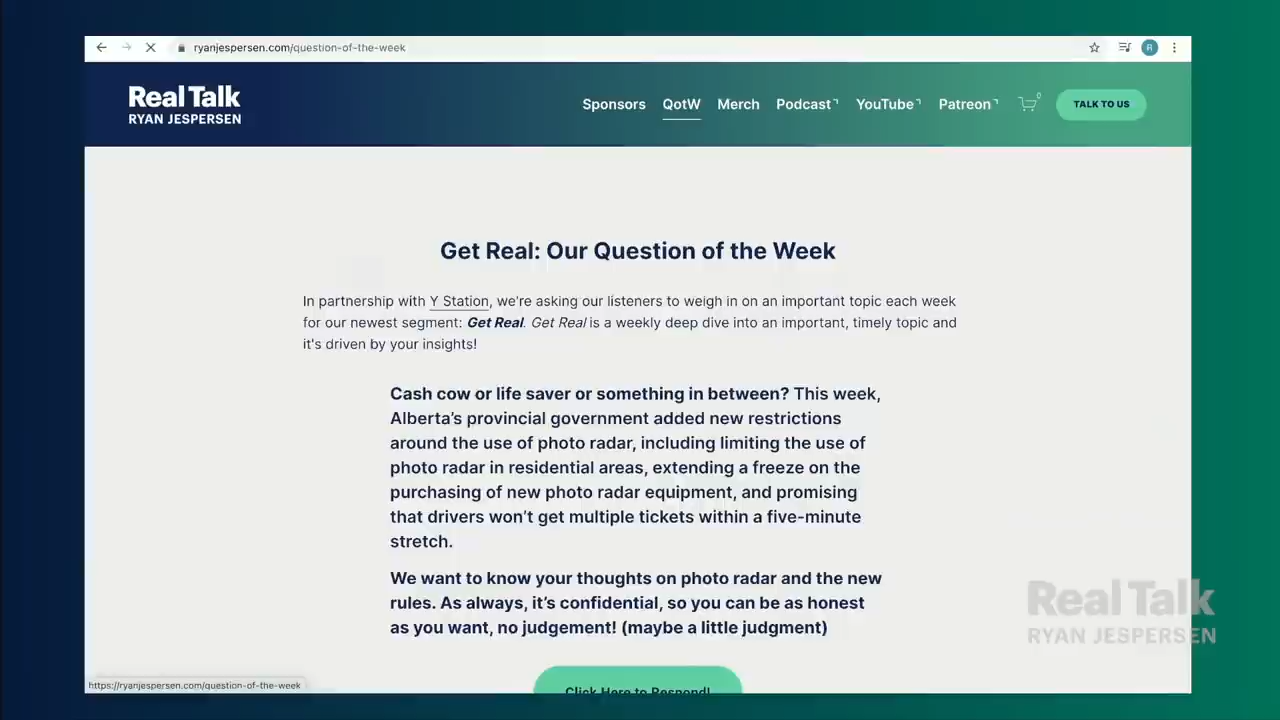 ryanjespersen.com/question-of-the-week
R
Real Talk
RYAN JESPERSEN
Sponsors QotW Merch Podcast YouTube Patreon 0 TALK TO US
Get Real: Our Question of the Week
In partnership with Y Station, we're asking our listeners to weigh in on an important topic each week
for our newest segment: Get Real. Get Real is a weekly deep dive into an important, timely topic and
it's driven by your insights!
Cash cow or life saver or something in between? This week,
Alberta’s provincial government added new restrictions
around the use of photo radar, including limiting the use of
photo radar in residential areas, extending a freeze on the
purchasing of new photo radar equipment, and promising
that drivers won’t get multiple tickets within a five-minute
stretch.
We want to know your thoughts on photo radar and the new
rules. As always, it’s confidential, so you can be as honest
as you want, no judgement! (maybe a little judgment)
Click Here to Respond!
https://ryanjespersen.com/question-of-the-week
Real Talk
RYAN JESPERSEN